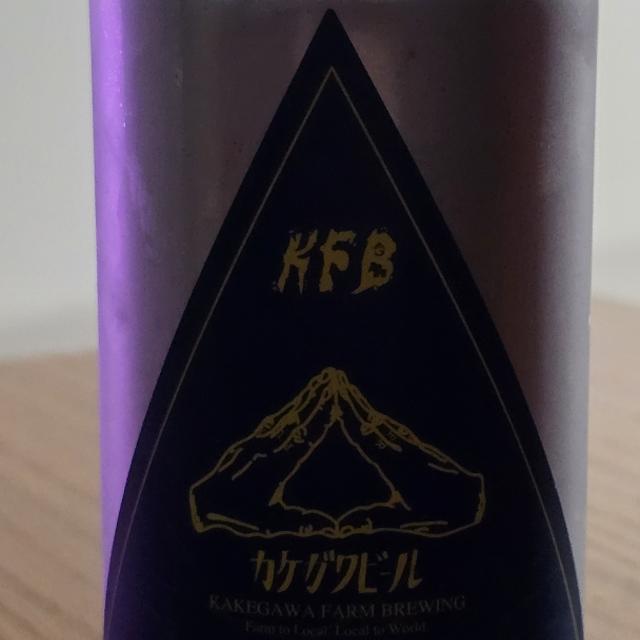 KFB
カケガワビール
KAKEGAWA FARM BREWING
Farm to Local, Local to World